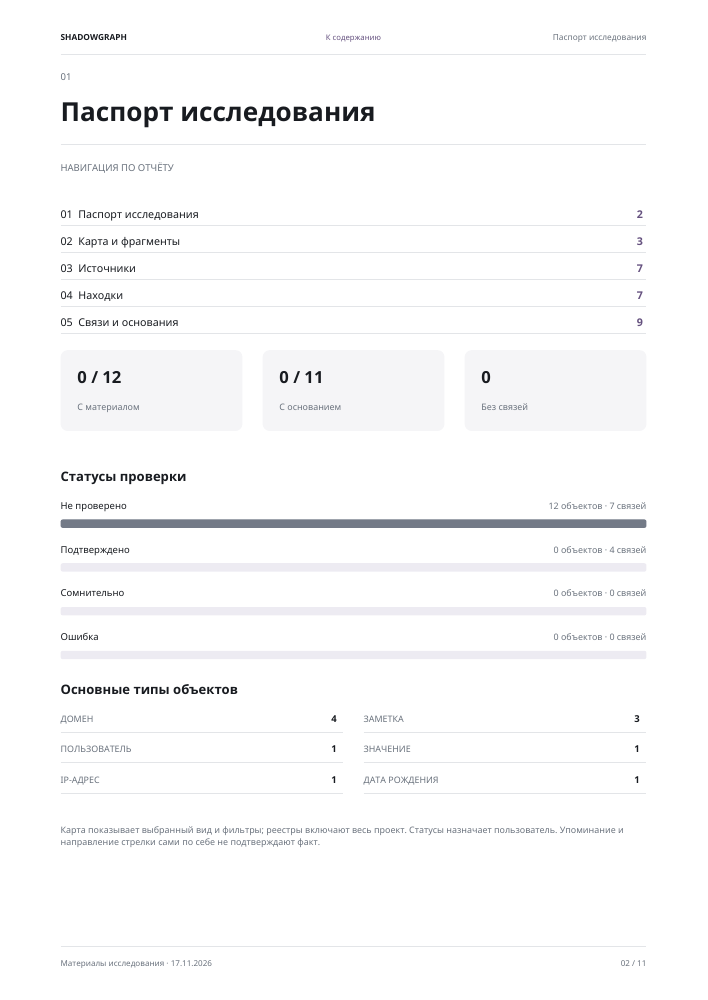 SHADOWGRAPH
К содержанию
Паспорт исследования
01
Паспорт исследования
НАВИГАЦИЯ ПО ОТЧЁТУ
01 Паспорт исследования 2
02 Карта и фрагменты 3
03 Источники 7
04 Находки 7
05 Связи и основания 9
0 / 12
С материалом
0 / 11
С основанием
0
Без связей
Статусы проверки
Не проверено 12 объектов · 7 связей
Подтверждено 0 объектов · 4 связей
Сомнительно 0 объектов · 0 связей
Ошибка 0 объектов · 0 связей
Основные типы объектов
ДОМЕН 4
ЗАМЕТКА 3
ПОЛЬЗОВАТЕЛЬ 1
ЗНАЧЕНИЕ 1
IP-АДРЕС 1
ДАТА РОЖДЕНИЯ 1
Карта показывает выбранный вид и фильтры; реестры включают весь проект. Статусы назначает пользователь. Упоминание и
направление стрелки сами по себе не подтверждают факт.
Материалы исследования · 17.11.2026
02 / 11